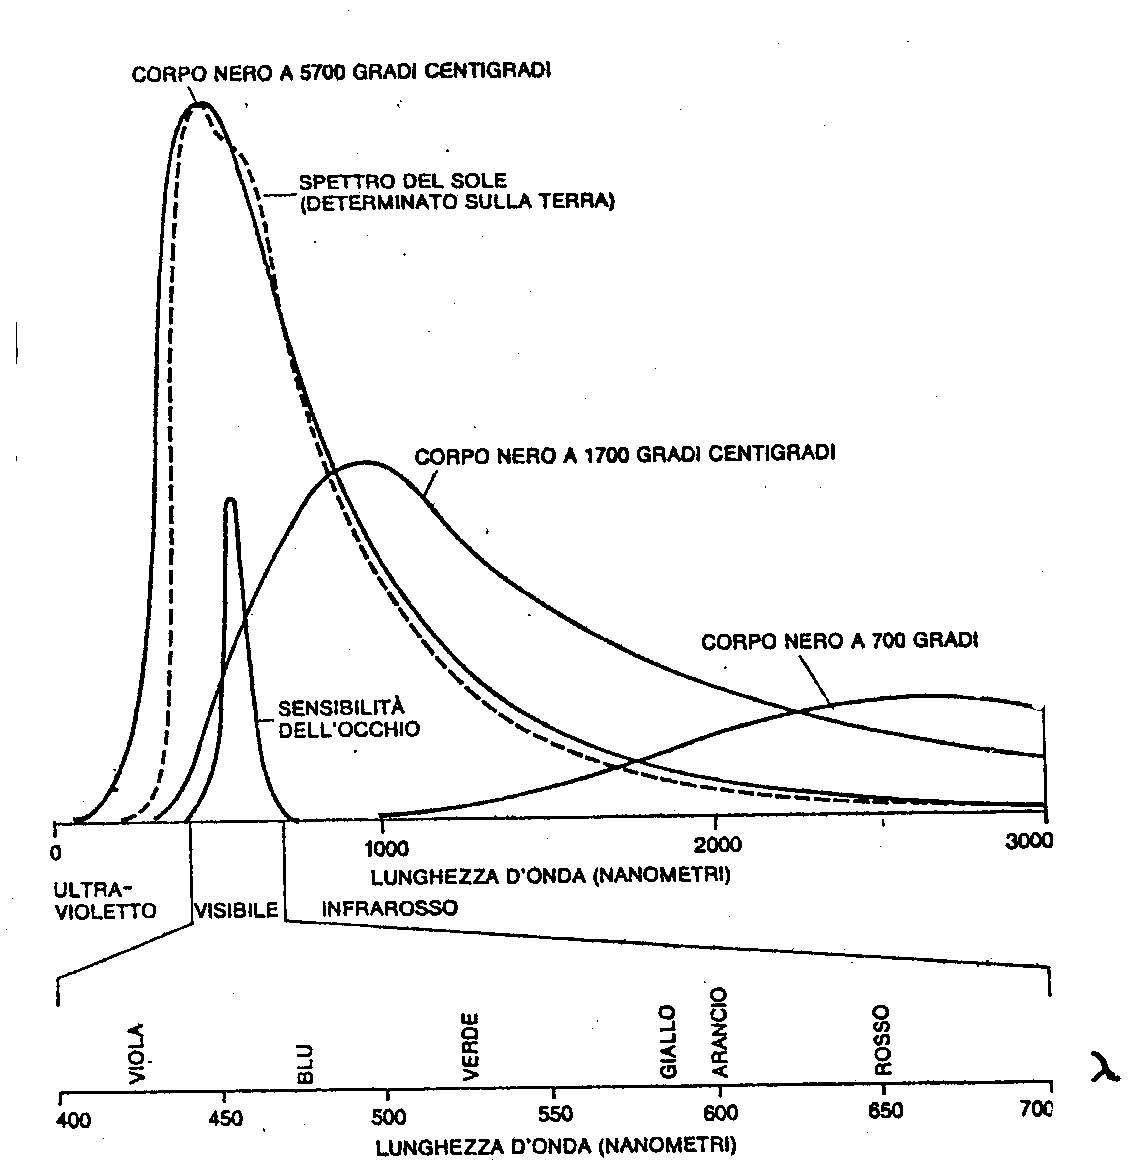 CORPO NERO A 5700 GRADI CENTIGRADI
SPETTRO DEL SOLE
(DETERMINATO SULLA TERRA)
CORPO NERO A 1700 GRADI CENTIGRADI
CORPO NERO A 700 GRADI
SENSIBILITÀ
DELL'OCCHIO
0 1000 2000 3000
LUNGHEZZA D'ONDA (NANOMETRI)
ULTRA-
VIOLETTO
VISIBILE
INFRAROSSO
VIOLA
BLU
VERDE
GIALLO
ARANCIO
ROSSO
λ
400 450 500 550 600 650 700
LUNGHEZZA D'ONDA (NANOMETRI)